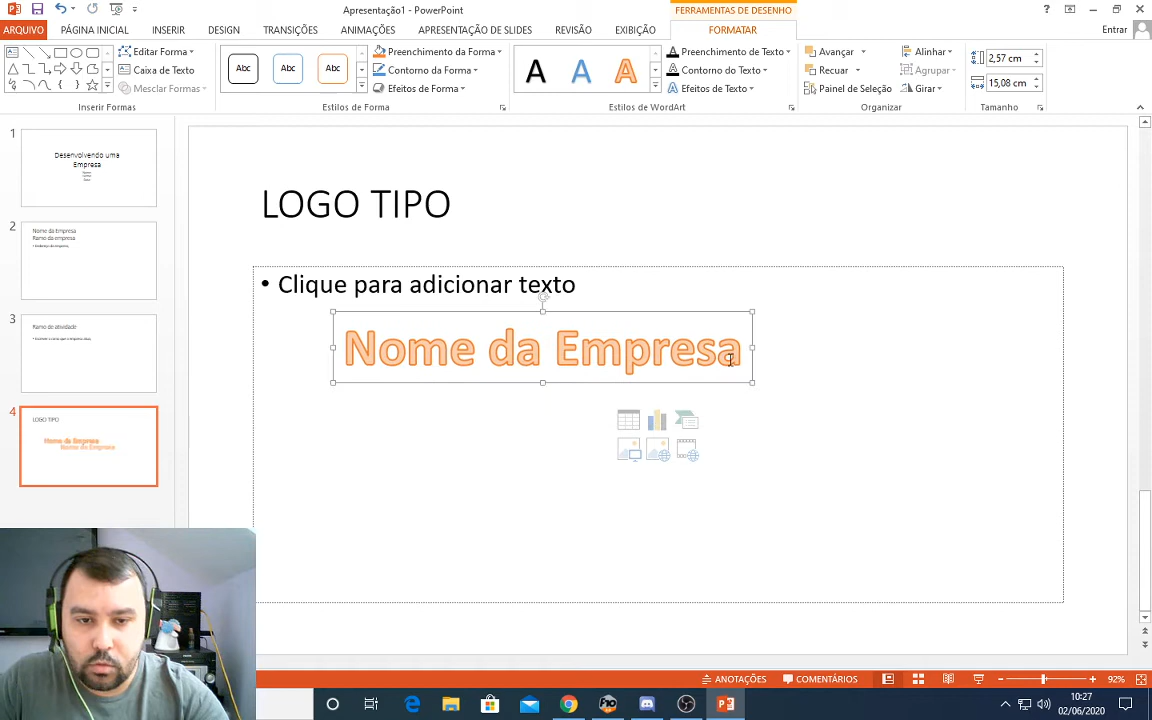 Apresentação1 - PowerPoint
FERRAMENTAS DE DESENHO
?
ARQUIVO PÁGINA INICIAL INSERIR DESIGN TRANSIÇÕES ANIMAÇÕES APRESENTAÇÃO DE SLIDES REVISÃO EXIBIÇÃO FORMATAR Entrar
Editar Forma
Caixa de Texto
Mesclar Formas
Inserir Formas
Abc Abc Abc
Preenchimento da Forma
Contorno da Forma
Efeitos de Forma
Estilos de Forma
A A A
Preenchimento de Texto
Contorno do Texto
Efeitos de Texto
Estilos de WordArt
Avançar
Recuar
Painel de Seleção
Alinhar
Agrupar
Girar
Organizar
2,57 cm
15,08 cm
Tamanho
1
Desenvolvendo uma
Empresa
2
Nome da Empresa
Ramo da empresa
3
Ramo de atividade
4
LOGO TIPO
Nome da Empresa
Nome da Empresa
LOGO TIPO
• Clique para adicionar texto
Nome da Empresa
ANOTAÇÕES COMENTÁRIOS 92%
10:27
02/06/2020